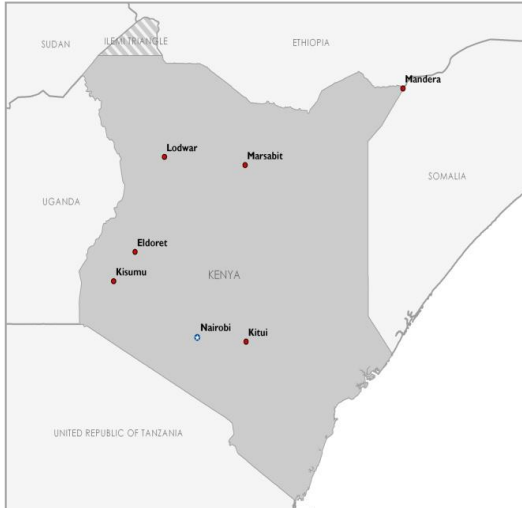 SUDAN
ILEMI TRIANGLE
ETHIOPIA
Mandera
Lodwar
Marsabit
SOMALIA
UGANDA
Eldoret
KENYA
Kisumu
Nairobi
Kitui
UNITED REPUBLIC OF TANZANIA